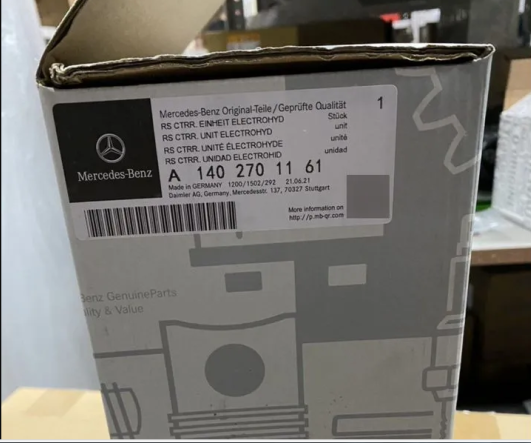 Mercedes-Benz Original-Teile/Geprüfte Qualität 1
RS CTRR. EINHEIT ELECTROHYD Stück
RS CTRR. UNIT ELECTROHYD unit
RS CTRR. UNITÉ ÉLECTROHYDE unité
RS CTRR. UNIDAD ELECTROHID unidad
A 140 270 11 61
Mercedes-Benz
Made in GERMANY 1200/1502/292 21.06.21
Daimler AG, Germany, Mercedesstr. 137, 70327 Stuttgart
More information on
http://p.mb-qr.com
Benz GenuineParts
lity & Value